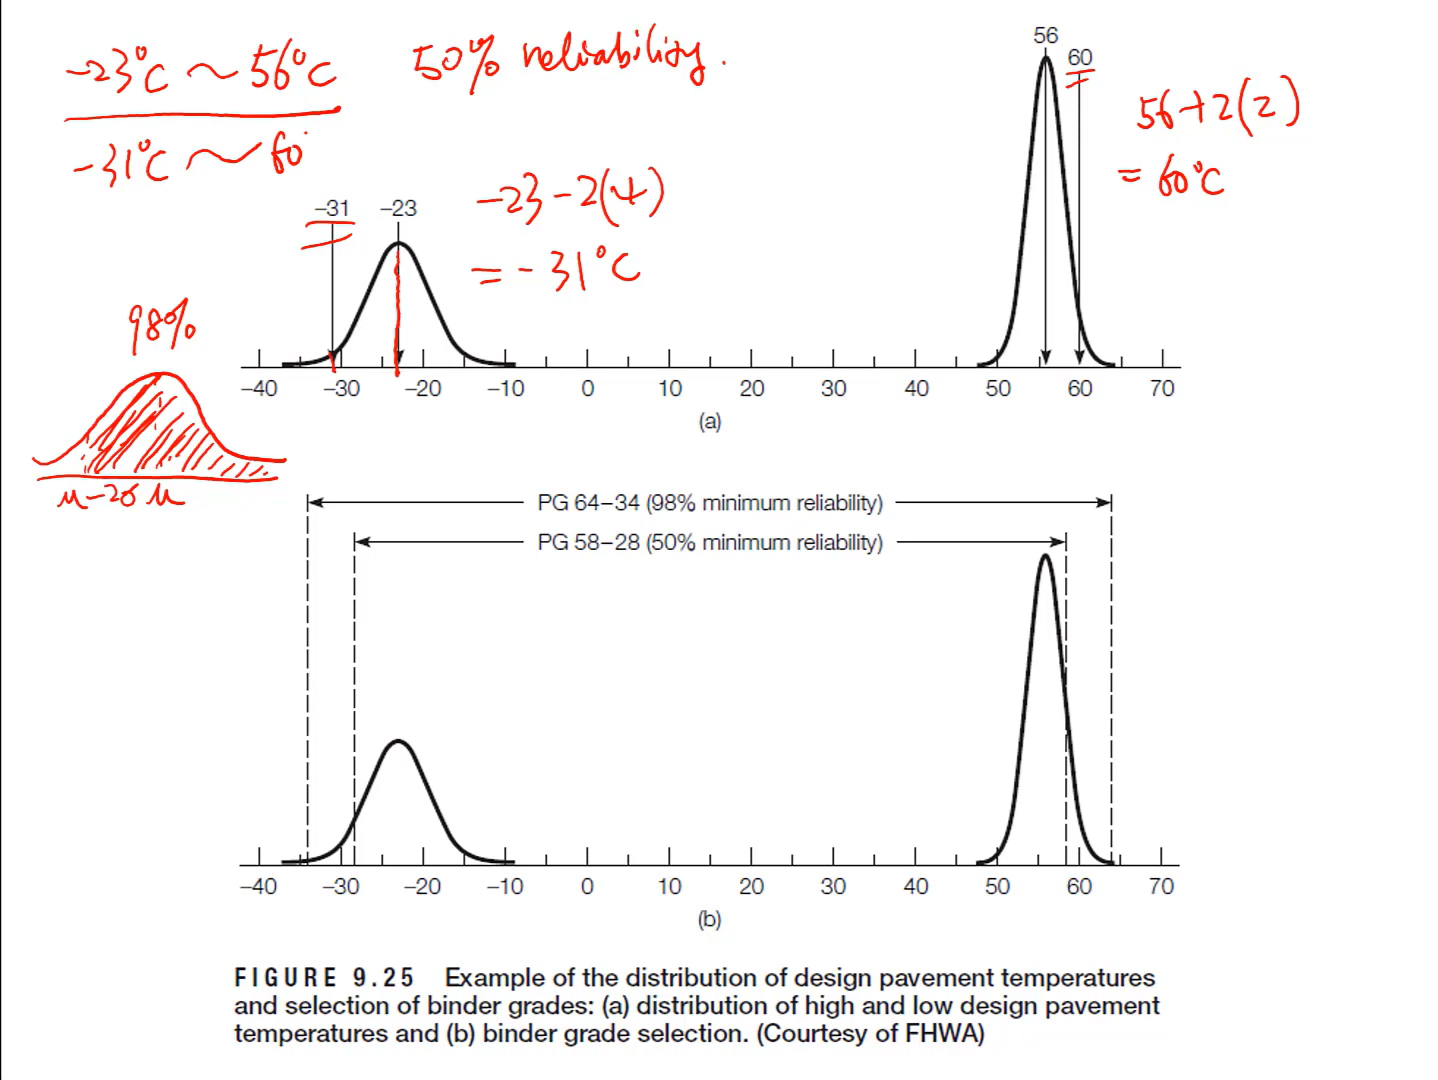 -23°C ~ 56°C
50% reliability.
-31°C ~ 60°
56
60
56+2(2)
= 60°C
-23-2(4)
= -31°C
–31
–23
98%
μ-2σ μ
–40 –30 –20 –10 0 10 20 30 40 50 60 70
(a)
PG 64–34 (98% minimum reliability)
PG 58–28 (50% minimum reliability)
–40 –30 –20 –10 0 10 20 30 40 50 60 70
(b)
FIGURE 9.25 Example of the distribution of design pavement temperatures
and selection of binder grades: (a) distribution of high and low design pavement
temperatures and (b) binder grade selection. (Courtesy of FHWA)